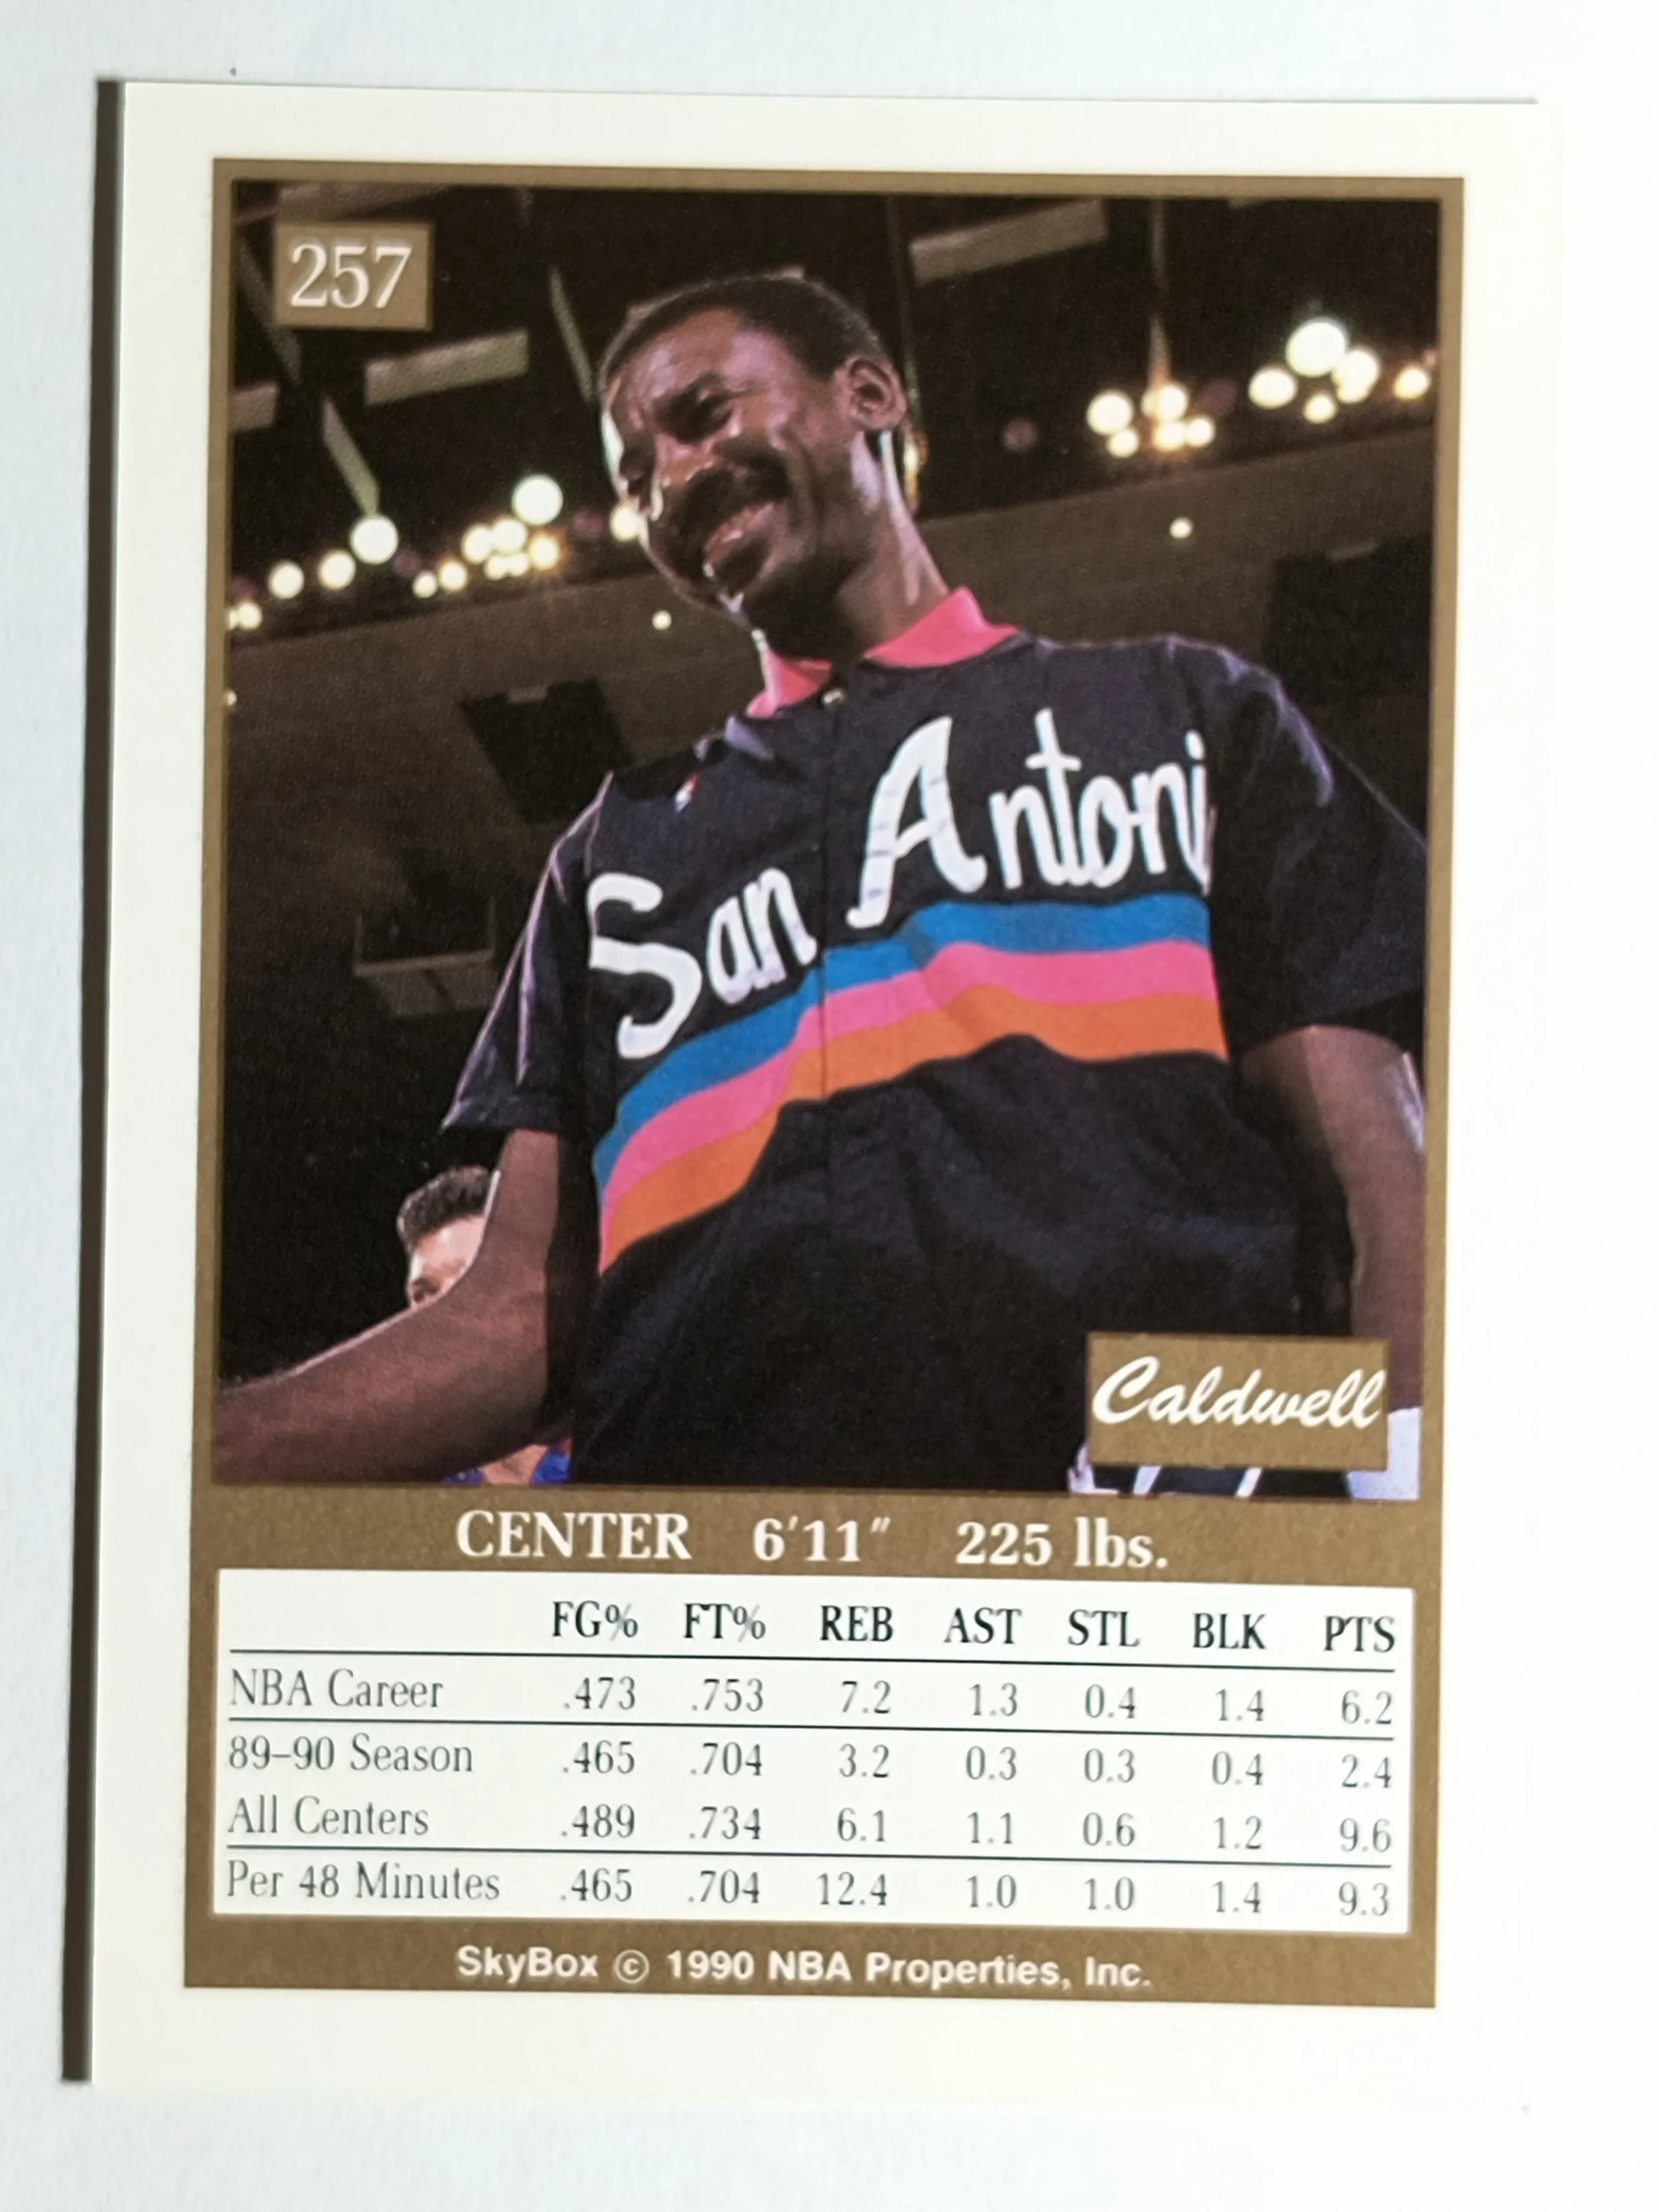 257
San Antoni
Caldwell
CENTER 6'11" 225 lbs.
FG% FT% REB AST STL BLK PTS
NBA Career .473 .753 7.2 1.3 0.4 1.4 6.2
89–90 Season .465 .704 3.2 0.3 0.3 0.4 2.4
All Centers .489 .734 6.1 1.1 0.6 1.2 9.6
Per 48 Minutes .465 .704 12.4 1.0 1.0 1.4 9.3
SkyBox © 1990 NBA Properties, Inc.